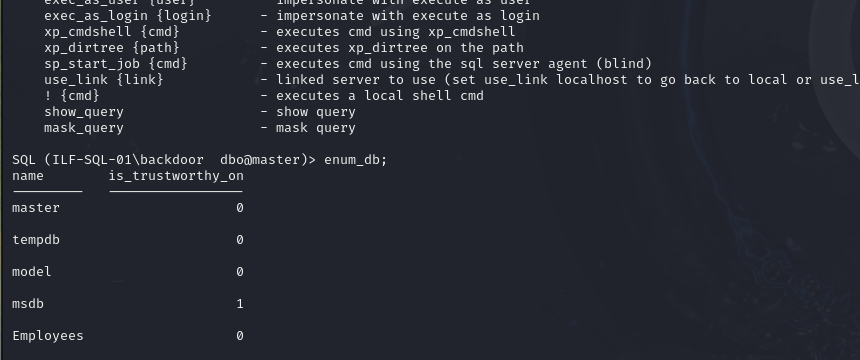 exec_as_user {user} - impersonate with execute as user
exec_as_login {login} - impersonate with execute as login
xp_cmdshell {cmd} - executes cmd using xp_cmdshell
xp_dirtree {path} - executes xp_dirtree on the path
sp_start_job {cmd} - executes cmd using the sql server agent (blind)
use_link {link} - linked server to use (set use_link localhost to go back to local or use_l
! {cmd} - executes a local shell cmd
show_query - show query
mask_query - mask query
SQL (ILF-SQL-01\backdoor  dbo@master)> enum_db;
name is_trustworthy_on
master 0
tempdb 0
model 0
msdb 1
Employees 0